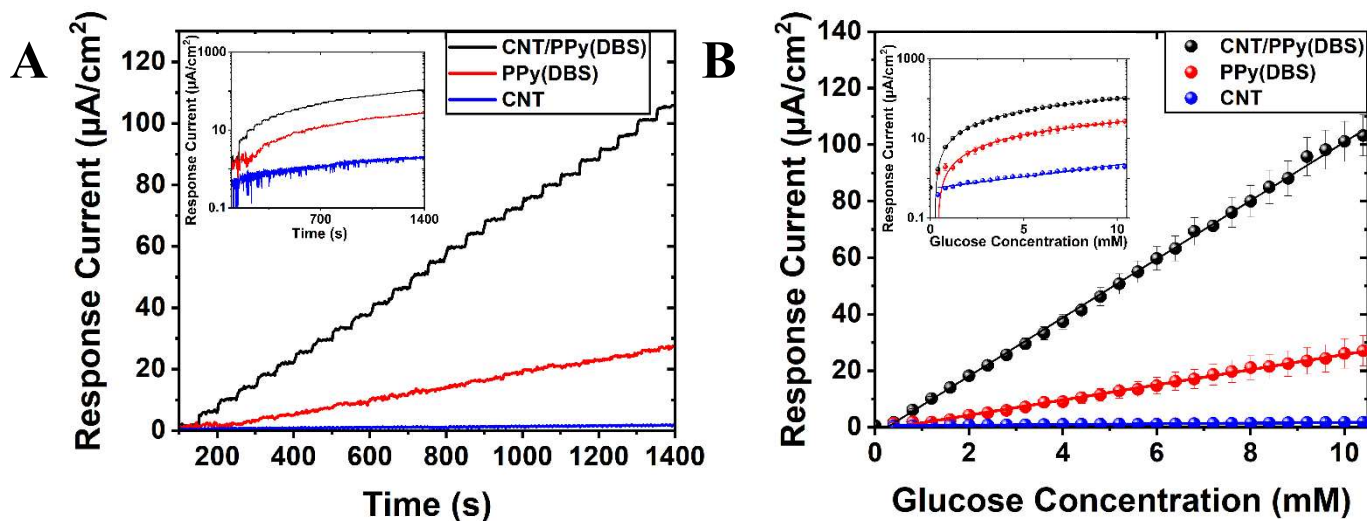 A
Response Current (µA/cm²)
140
120
100
80
60
40
20
0
200 400 600 800 1000 1200 1400
Time (s)
CNT/PPy(DBS)
PPy(DBS)
CNT
Response Current (µA/cm²)
1000
10
0.1
700 1400
Time (s)
B
Response Current (µA/cm²)
140
120
100
80
60
40
20
0
0 2 4 6 8 10
Glucose Concentration (mM)
CNT/PPy(DBS)
PPy(DBS)
CNT
Response Current (µA/cm²)
1000
10
0.1
0 5 10
Glucose Concentration (mM)